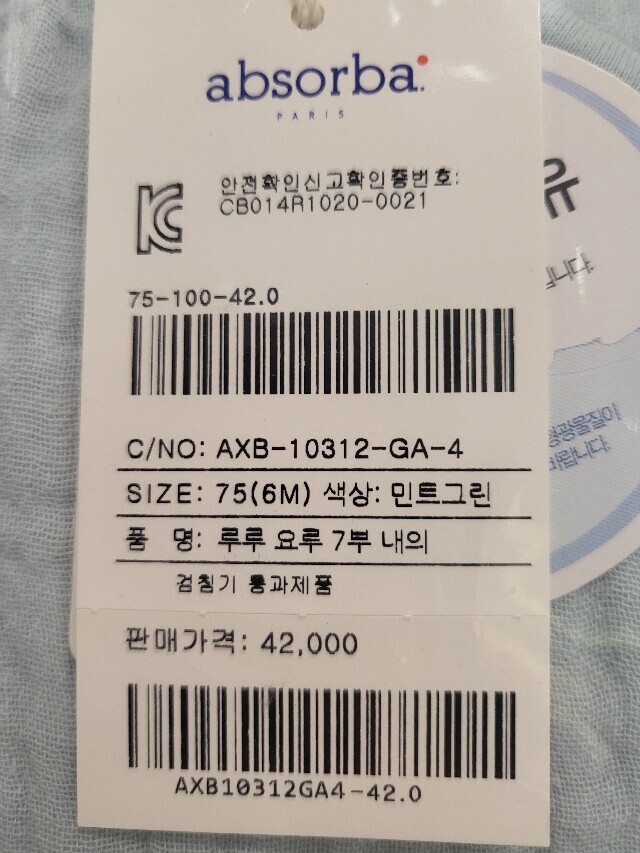 absorba.
PARIS
안전확인신고확인증번호:
CB014R1020-0021
75-100-42.0
C/NO: AXB-10312-GA-4
SIZE: 75(6M) 색상: 민트그린
품 명: 루루 요루 7부 내의
검침기 통과제품
판매가격: 42,000
AXB10312GA4-42.0
유